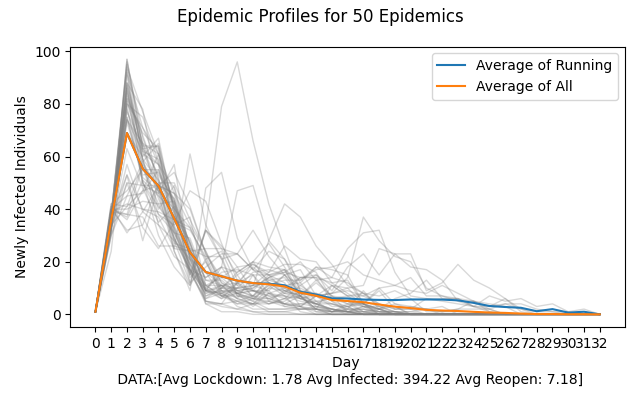 Epidemic Profiles for 50 Epidemics
100
80
60
40
20
0
Newly Infected Individuals
Average of Running
Average of All
0 1 2 3 4 5 6 7 8 9 10 11 12 13 14 15 16 17 18 19 20 21 22 23 24 25 26 27 28 29 30 31 32
Day
DATA:[Avg Lockdown: 1.78 Avg Infected: 394.22 Avg Reopen: 7.18]